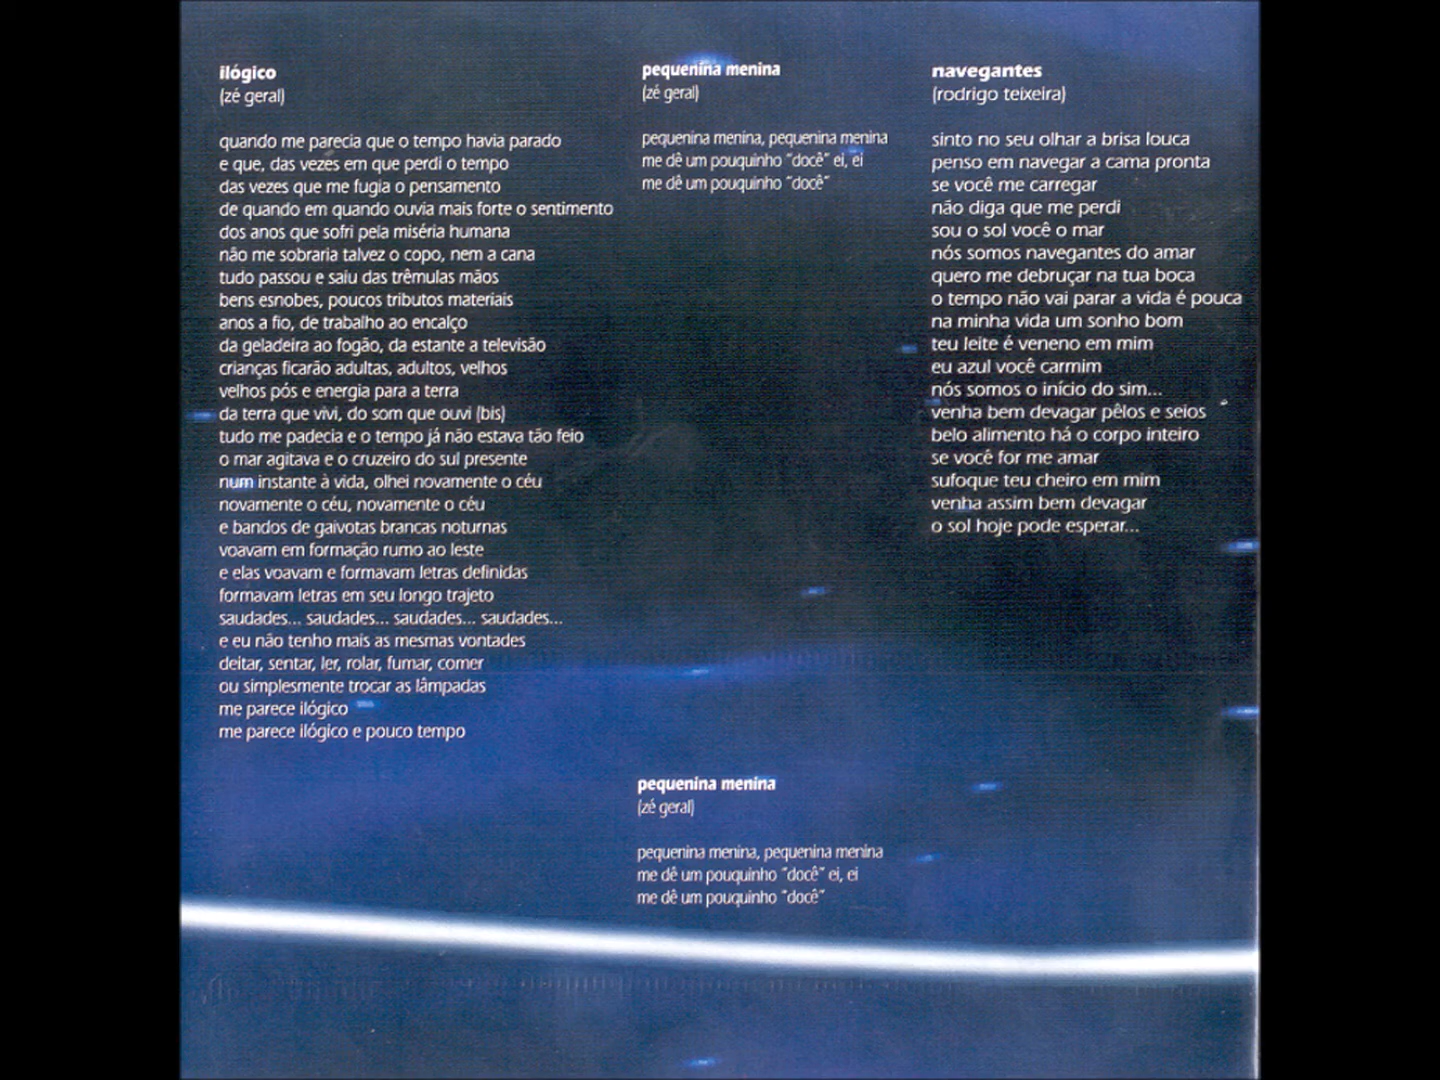 ilógico
(zé geral)
quando me parecia que o tempo havia parado
e que, das vezes em que perdi o tempo
das vezes que me fugia o pensamento
de quando em quando ouvia mais forte o sentimento
dos anos que sofri pela miséria humana
não me sobraria talvez o copo, nem a cana
tudo passou e saiu das trêmulas mãos
bens esnobes, poucos tributos materiais
anos a fio, de trabalho ao encalço
da geladeira ao fogão, da estante a televisão
crianças ficarão adultas, adultos, velhos
velhos pós e energia para a terra
da terra que vivi, do som que ouvi (bis)
tudo me padecia e o tempo já não estava tão feio
o mar agitava e o cruzeiro do sul presente
num instante à vida, olhei novamente o céu
novamente o céu, novamente o céu
e bandos de gaivotas brancas noturnas
voavam em formação rumo ao leste
e elas voavam e formavam letras definidas
formavam letras em seu longo trajeto
saudades... saudades... saudades... saudades...
e eu não tenho mais as mesmas vontades
deitar, sentar, ler, rolar, fumar, comer
ou simplesmente trocar as lâmpadas
me parece ilógico
me parece ilógico e pouco tempo
pequenina menina
(zé geral)
pequenina menina, pequenina menina
me dê um pouquinho "docê" ei, ei
me dê um pouquinho "docê"
pequenina menina
(zé geral)
pequenina menina, pequenina menina
me dê um pouquinho "docê" ei, ei
me dê um pouquinho "docê"
navegantes
(rodrigo teixeira)
sinto no seu olhar a brisa louca
penso em navegar a cama pronta
se você me carregar
não diga que me perdi
sou o sol você o mar
nós somos navegantes do amar
quero me debruçar na tua boca
o tempo não vai parar a vida é pouca
na minha vida um sonho bom
teu leite é veneno em mim
eu azul você carmim
nós somos o início do sim...
venha bem devagar pêlos e seios
belo alimento há o corpo inteiro
se você for me amar
sufoque teu cheiro em mim
venha assim bem devagar
o sol hoje pode esperar...